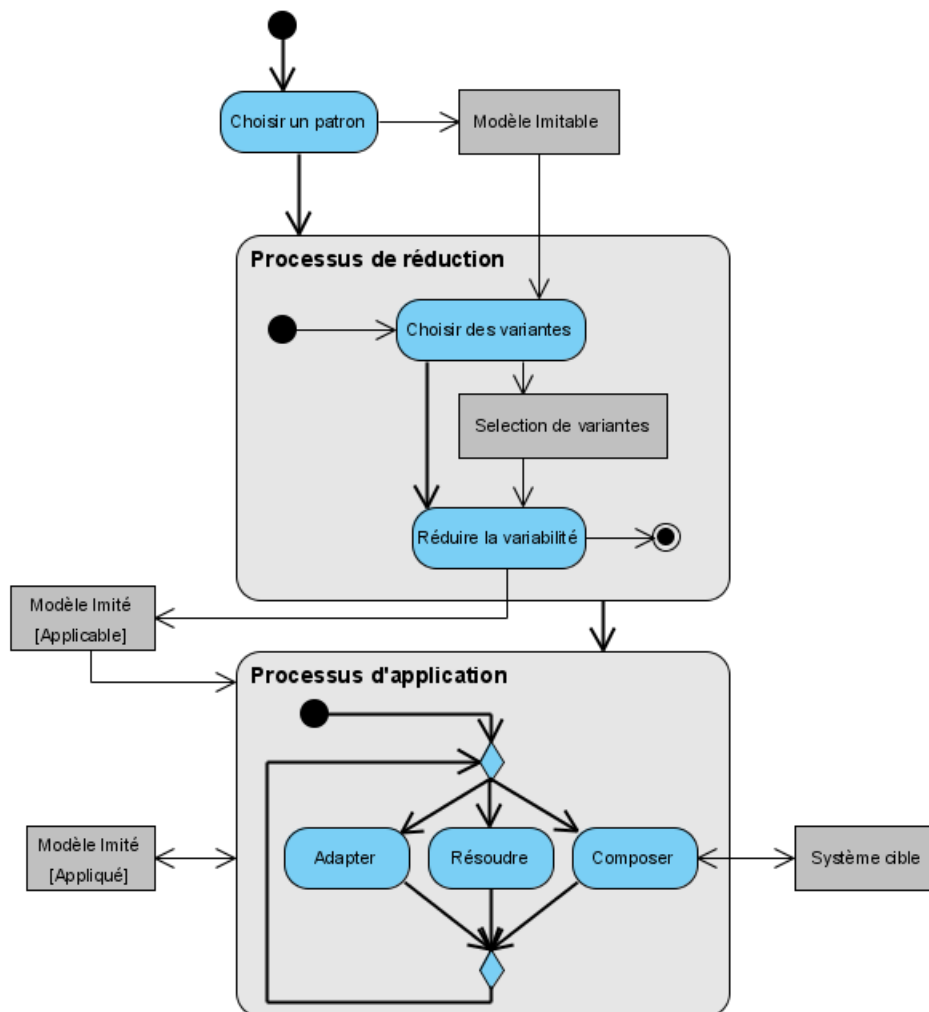 Choisir un patron
Modèle Imitable
Processus de réduction
Choisir des variantes
Selection de variantes
Réduire la variabilité
Modèle Imité
[Applicable]
Processus d'application
Adapter
Résoudre
Composer
Modèle Imité
[Appliqué]
Système cible